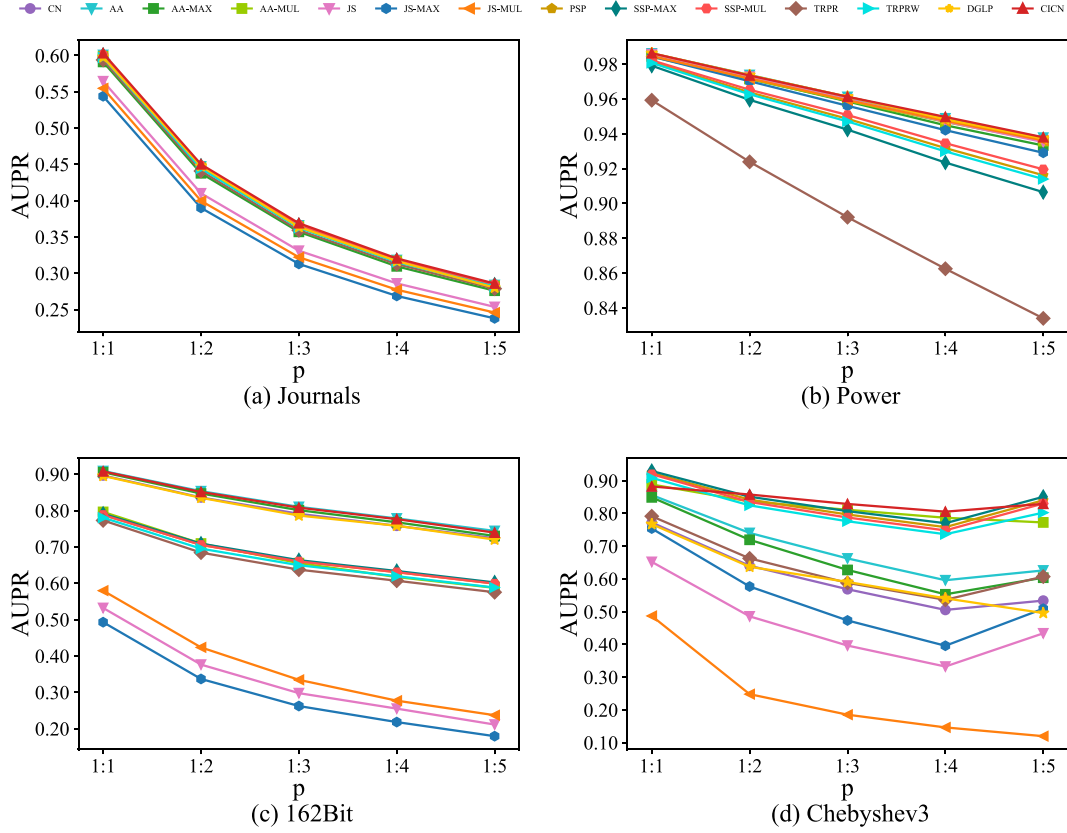 CN AA AA-MAX AA-MUL JS JS-MAX JS-MUL PSP SSP-MAX SSP-MUL TRPR TRPRW DGLP CICN
AUPR
0.60
0.55
0.50
0.45
0.40
0.35
0.30
0.25
1:1 1:2 1:3 1:4 1:5
p
(a) Journals
AUPR
0.98
0.96
0.94
0.92
0.90
0.88
0.86
0.84
1:1 1:2 1:3 1:4 1:5
p
(b) Power
AUPR
0.90
0.80
0.70
0.60
0.50
0.40
0.30
0.20
1:1 1:2 1:3 1:4 1:5
p
(c) 162Bit
AUPR
0.90
0.80
0.70
0.60
0.50
0.40
0.30
0.20
0.10
1:1 1:2 1:3 1:4 1:5
p
(d) Chebyshev3